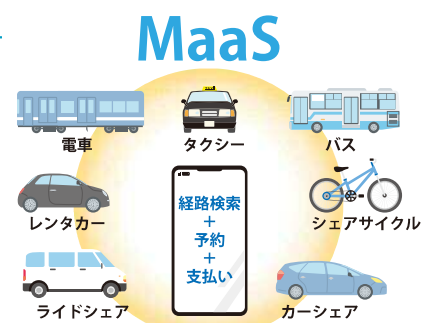 MaaS
電車
タクシー
バス
レンタカー
経路検索
+
予約
+
支払い
シェアサイクル
ライドシェア
カーシェア